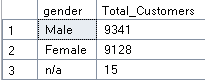 gender Total_Customers
1 Male 9341
2 Female 9128
3 n/a 15